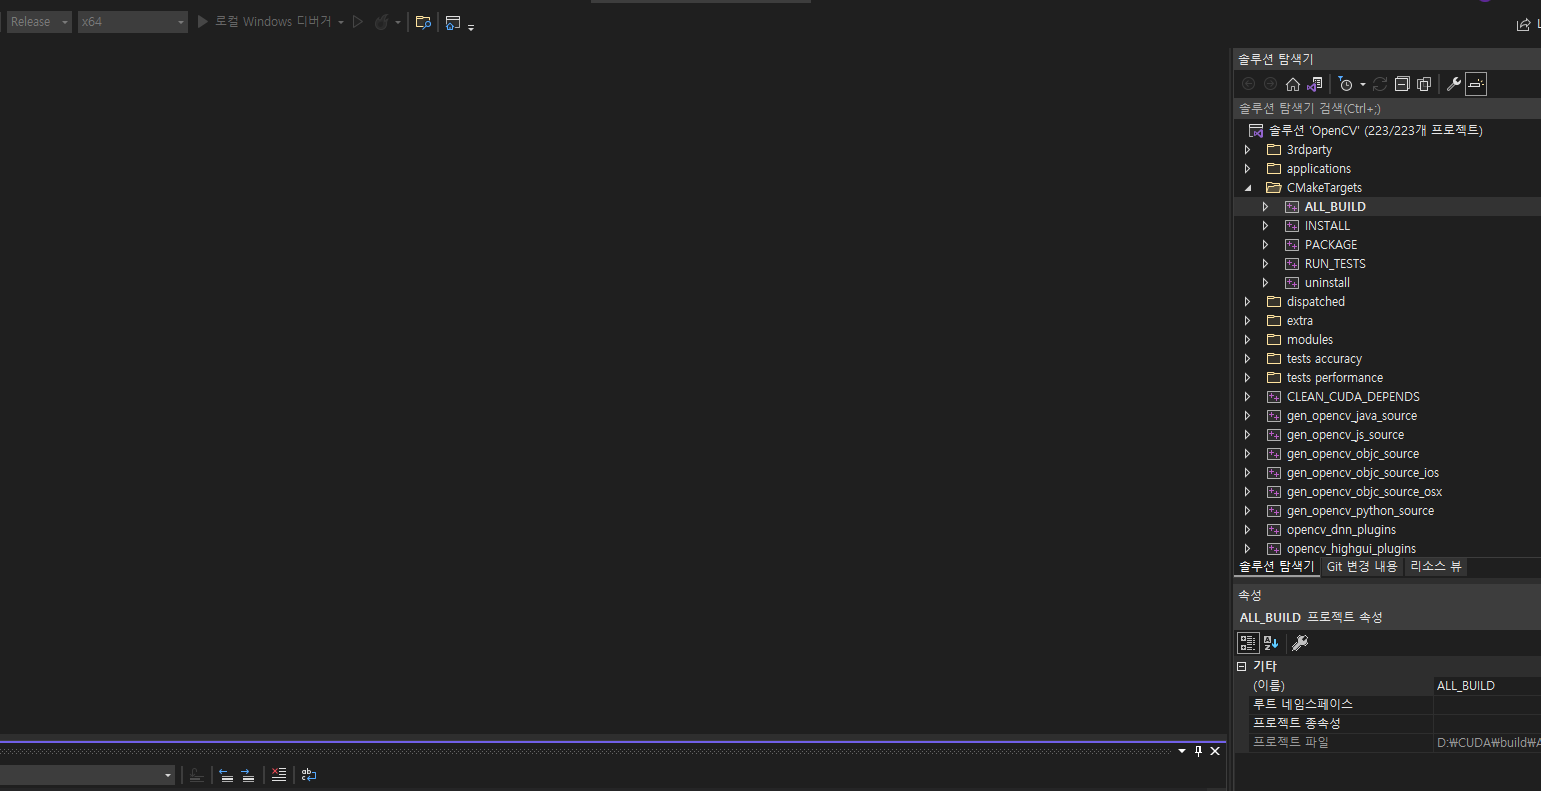 Release x64 로컬 Windows 디버거
솔루션 탐색기
솔루션 탐색기 검색(Ctrl+;)
솔루션 'OpenCV' (223/223개 프로젝트)
3rdparty
applications
CMakeTargets
ALL_BUILD
INSTALL
PACKAGE
RUN_TESTS
uninstall
dispatched
extra
modules
tests accuracy
tests performance
CLEAN_CUDA_DEPENDS
gen_opencv_java_source
gen_opencv_js_source
gen_opencv_objc_source
gen_opencv_objc_source_ios
gen_opencv_objc_source_osx
gen_opencv_python_source
opencv_dnn_plugins
opencv_highgui_plugins
솔루션 탐색기 Git 변경 내용 리소스 뷰
속성
ALL_BUILD 프로젝트 속성
기타
(이름) ALL_BUILD
루트 네임스페이스
프로젝트 종속성
프로젝트 파일 D:₩CUDA₩build₩A